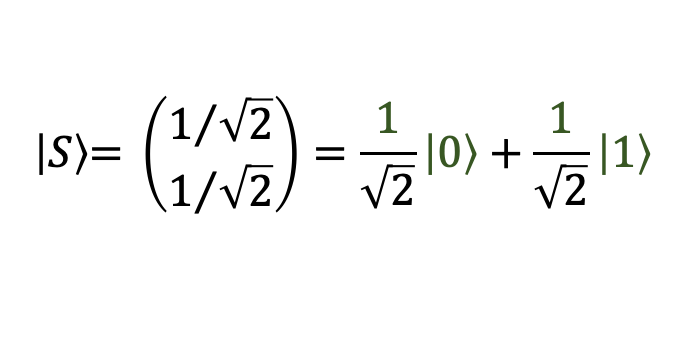 |S⟩= (1/√2 1/√2) = 1/√2 |0⟩ + 1/√2 |1⟩